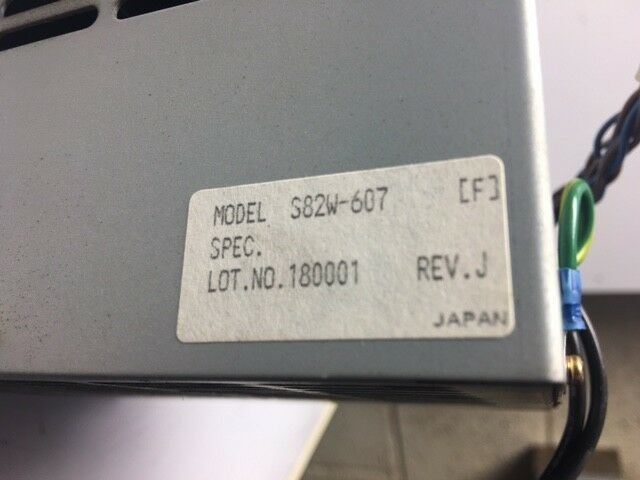 MODEL S82W-607 [F]
SPEC.
LOT.NO.180001 REV.J
JAPAN